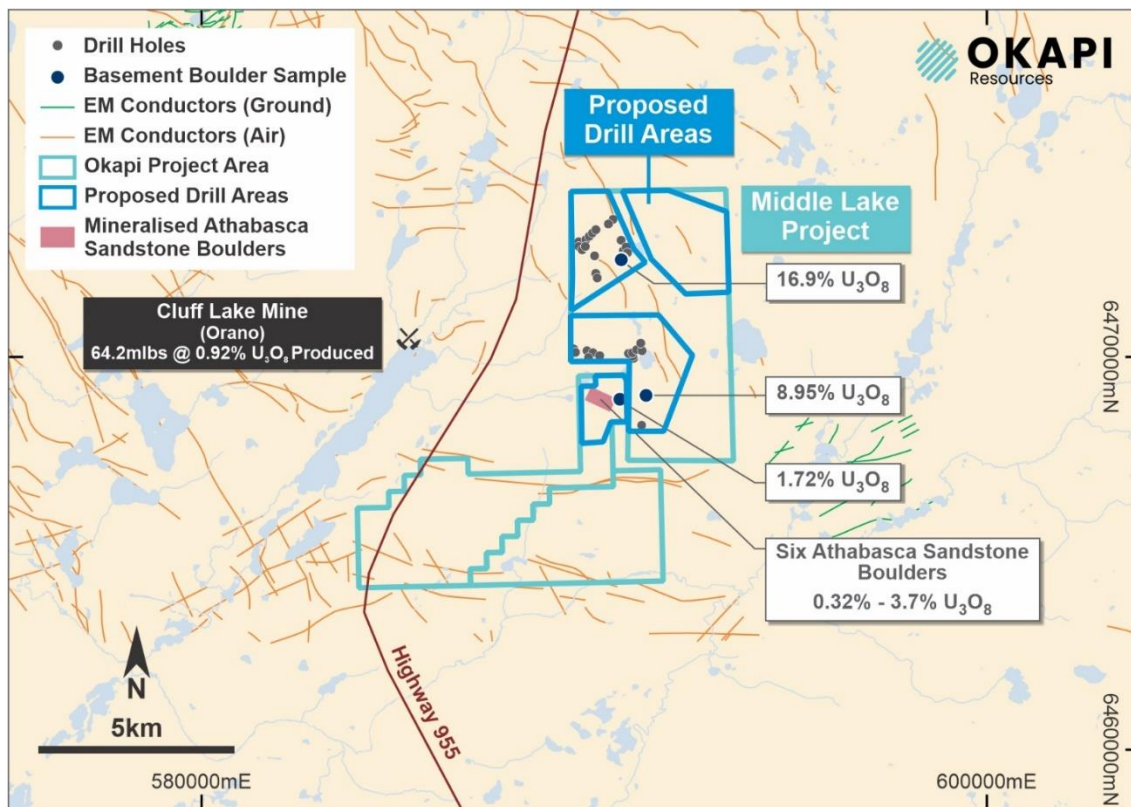 Drill Holes
Basement Boulder Sample
EM Conductors (Ground)
EM Conductors (Air)
Okapi Project Area
Proposed Drill Areas
Mineralised Athabasca
Sandstone Boulders
OKAPI
Resources
Proposed
Drill Areas
Middle Lake
Project
16.9% U₃O₈
Cluff Lake Mine
(Orano)
64.2mlbs @ 0.92% U₃O₈ Produced
6470000mN
8.95% U₃O₈
1.72% U₃O₈
Six Athabasca Sandstone
Boulders
0.32% - 3.7% U₃O₈
Highway 955
N
5km
6460000mN
580000mE
600000mE